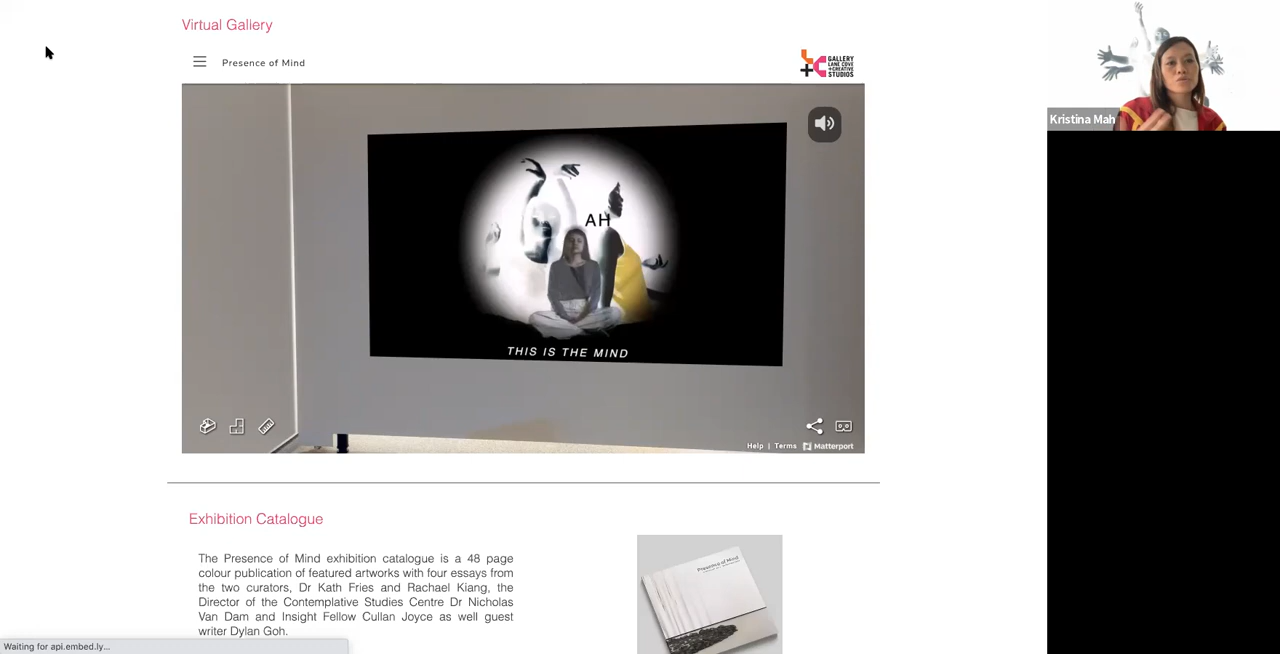 Virtual Gallery
Presence of Mind
GALLERY
LANE COVE
+CREATIVE
STUDIOS
AH
THIS IS THE MIND
Kristina Mah
Help | Terms Matterport
Exhibition Catalogue
The Presence of Mind exhibition catalogue is a 48 page
colour publication of featured artworks with four essays from
the two curators, Dr Kath Fries and Rachael Kiang, the
Director of the Contemplative Studies Centre Dr Nicholas
Van Dam and Insight Fellow Cullan Joyce as well guest
writer Dylan Goh.
Presence of Mind
Waiting for api.embed.ly...